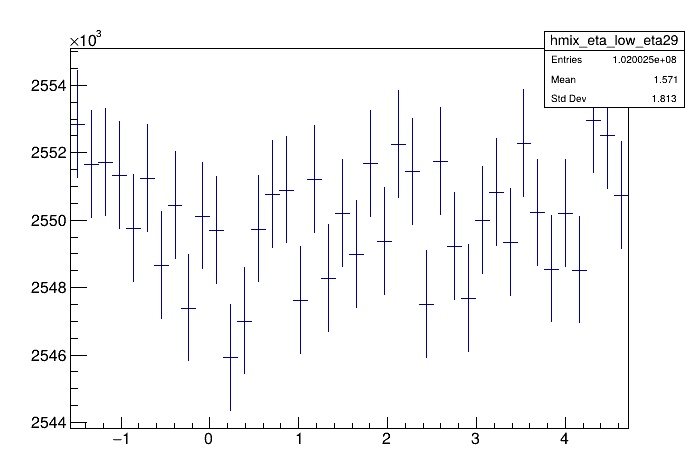 ×10³
hmix_eta_low_eta29
Entries 1.020025e+08
Mean 1.571
Std Dev 1.813
2554
2552
2550
2548
2546
2544
−1 0 1 2 3 4